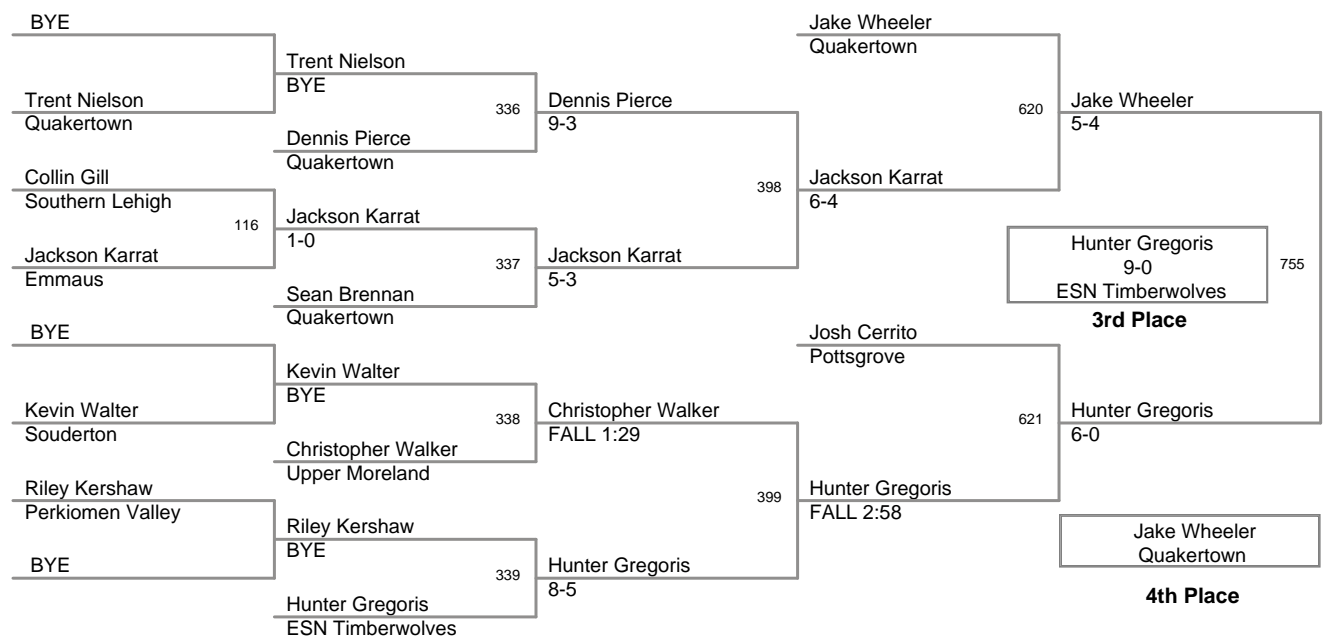 BYE
Trent Nielson
Quakertown
Collin Gill
Southern Lehigh
116
Jackson Karrat
Emmaus
BYE
Kevin Walter
Souderton
Riley Kershaw
Perkiomen Valley
BYE
Trent Nielson
BYE
336
Dennis Pierce
Quakertown
Jackson Karrat
1-0
337
Sean Brennan
Quakertown
Kevin Walter
BYE
338
Christopher Walker
Upper Moreland
Riley Kershaw
BYE
339
Hunter Gregoris
ESN Timberwolves
Dennis Pierce
9-3
398
Jackson Karrat
5-3
Christopher Walker
FALL 1:29
399
Hunter Gregoris
8-5
Jake Wheeler
Quakertown
620
Jackson Karrat
6-4
Josh Cerrito
Pottsgrove
621
Hunter Gregoris
FALL 2:58
Jake Wheeler
5-4
Hunter Gregoris
9-0
ESN Timberwolves
755
3rd Place
Hunter Gregoris
6-0
Jake Wheeler
Quakertown
4th Place